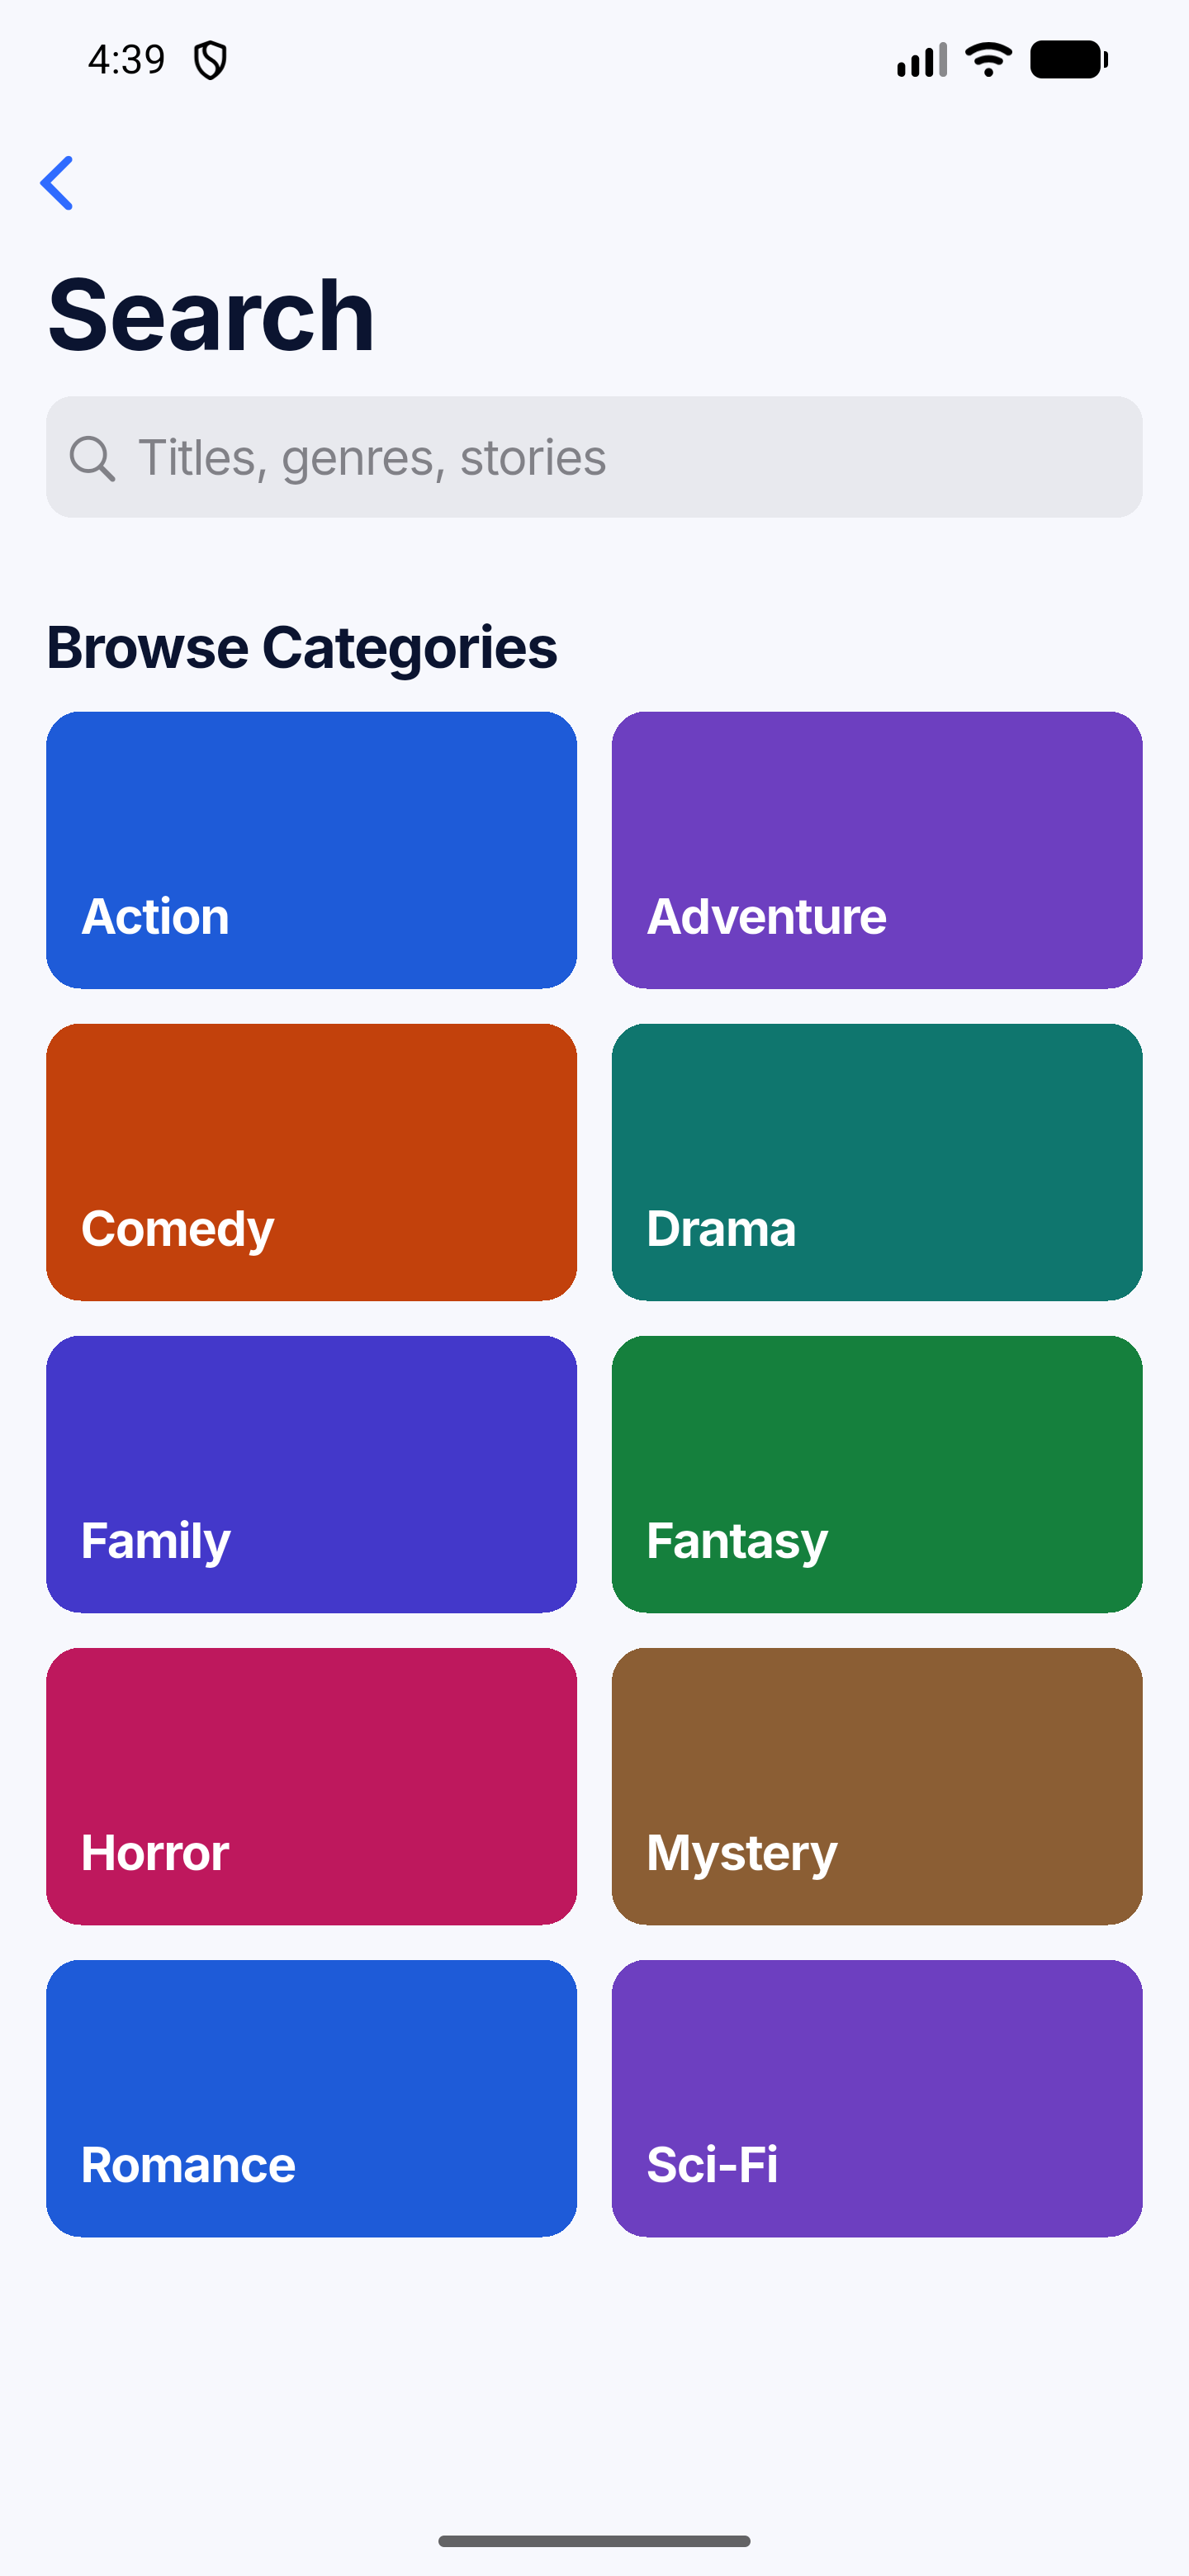 4:39
Search
Titles, genres, stories
Browse Categories
Action
Adventure
Comedy
Drama
Family
Fantasy
Horror
Mystery
Romance
Sci-Fi